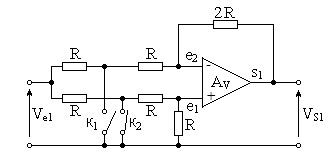 2R
R R e2 - S1
Av
R R e1 +
Ve1 K1 K2 R VS1